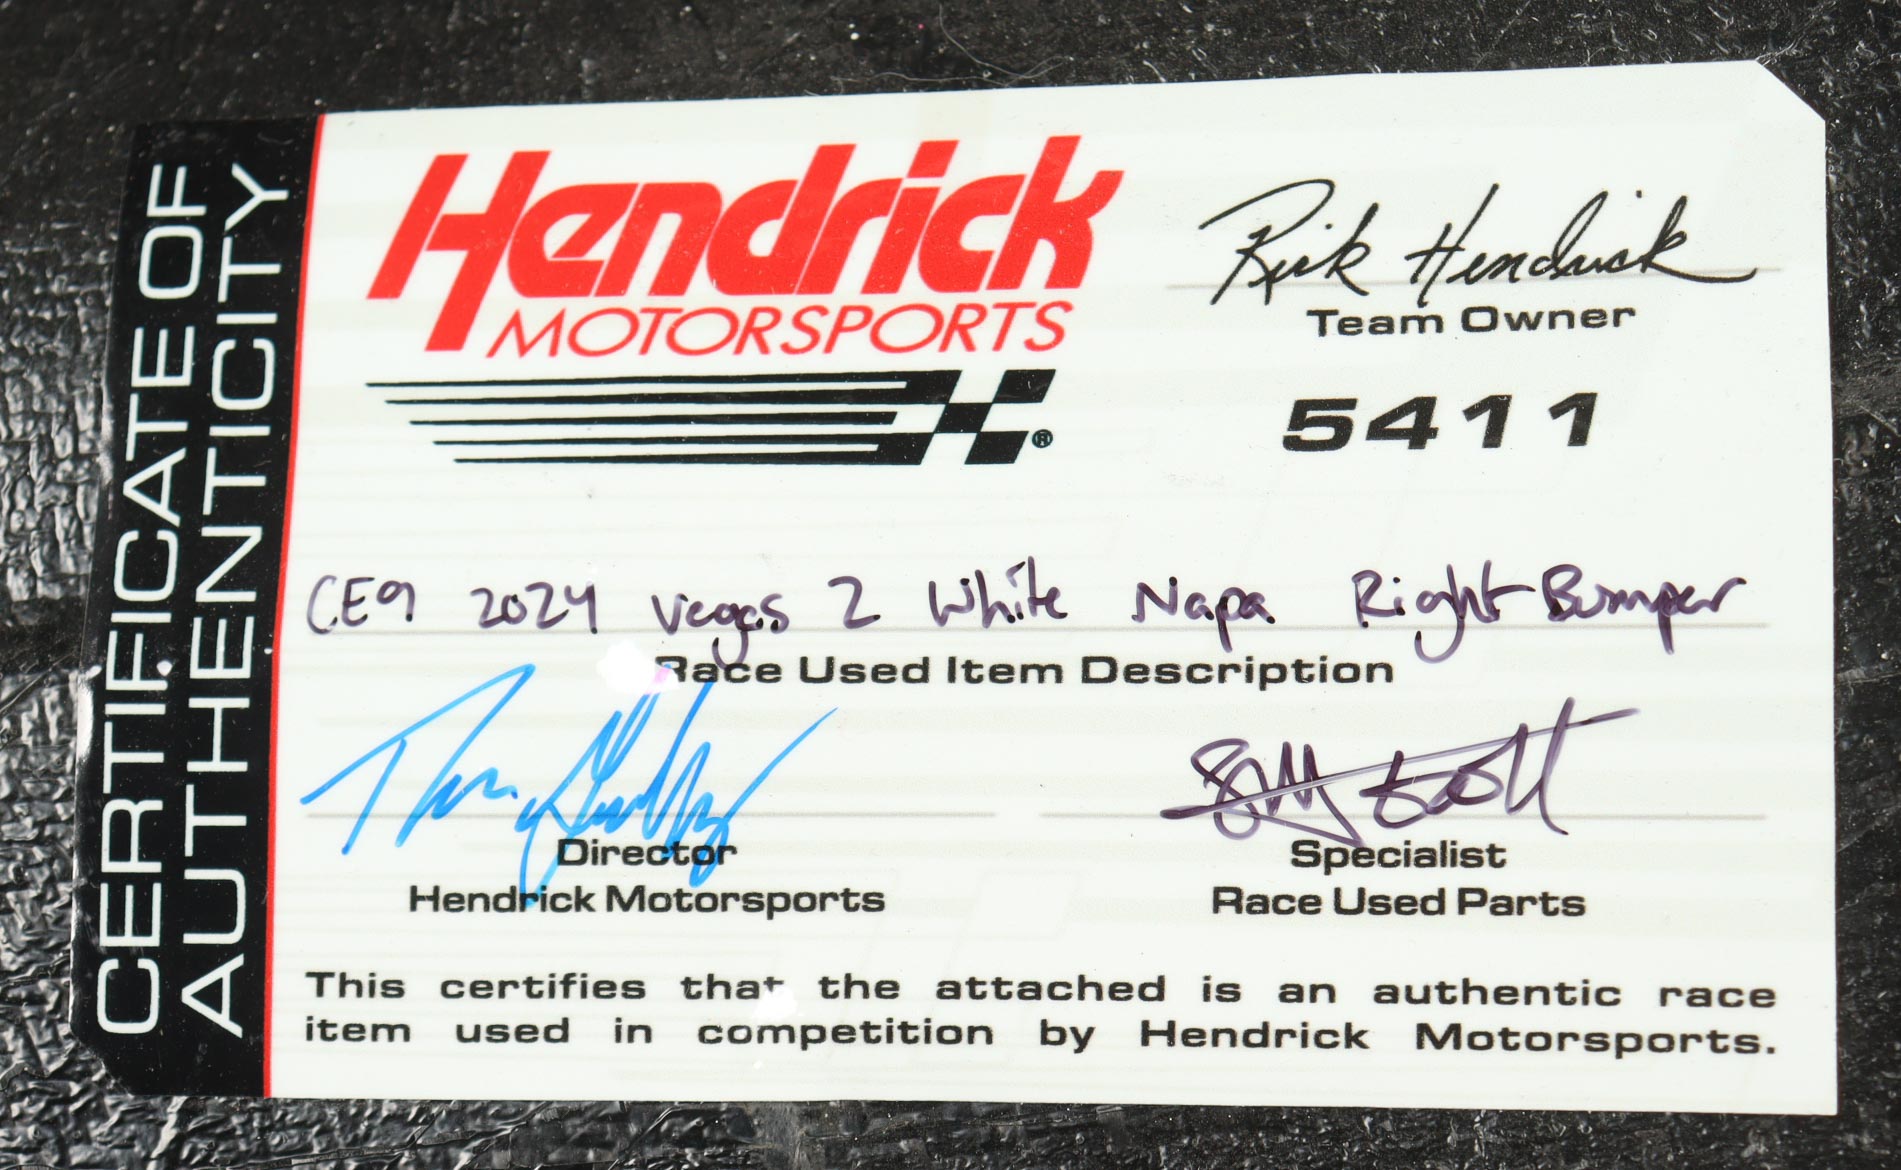 CERTIFICATE OF
AUTHENTICITY
Hendrick
MOTORSPORTS
®
Rick Hendrick
Team Owner
5411
CE9 2024 Vegas 2 White Napa Right Bumper
Race Used Item Description
Director
Hendrick Motorsports
Specialist
Race Used Parts
This certifies that the attached is an authentic race
item used in competition by Hendrick Motorsports.